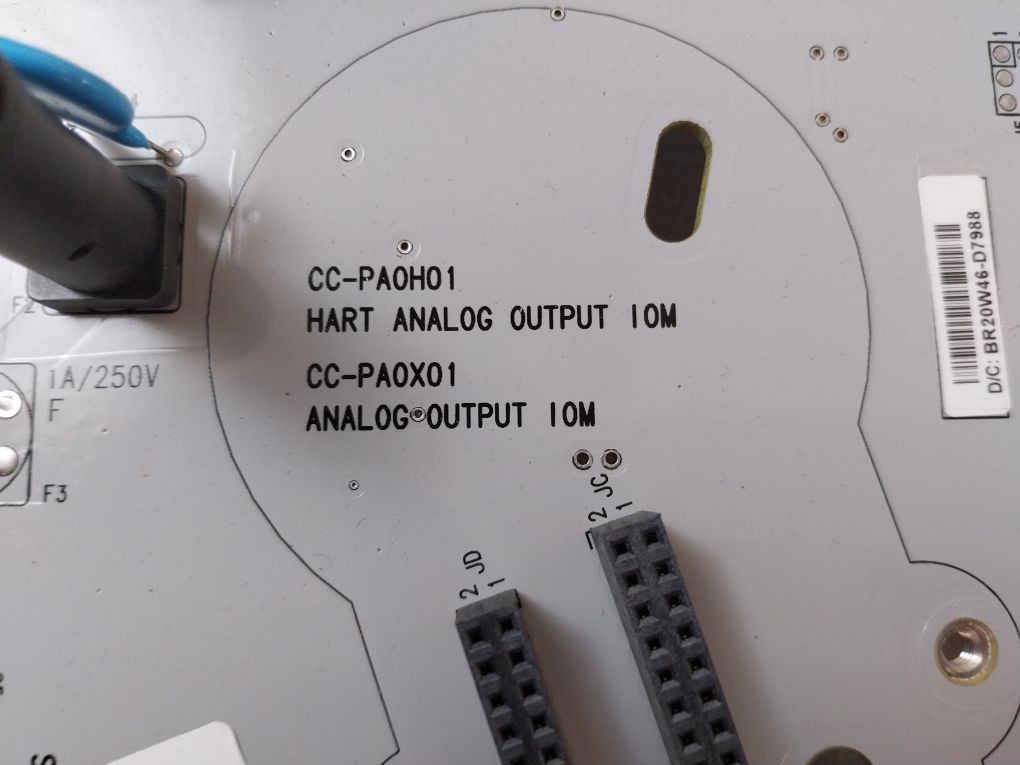 CC-PAOH01
HART ANALOG OUTPUT IOM
CC-PAOX01
ANALOG OUTPUT IOM
F2
1A/250V
F
F3
2 JC
1
2 JD
1
1
D/C: BR20W46-D7988